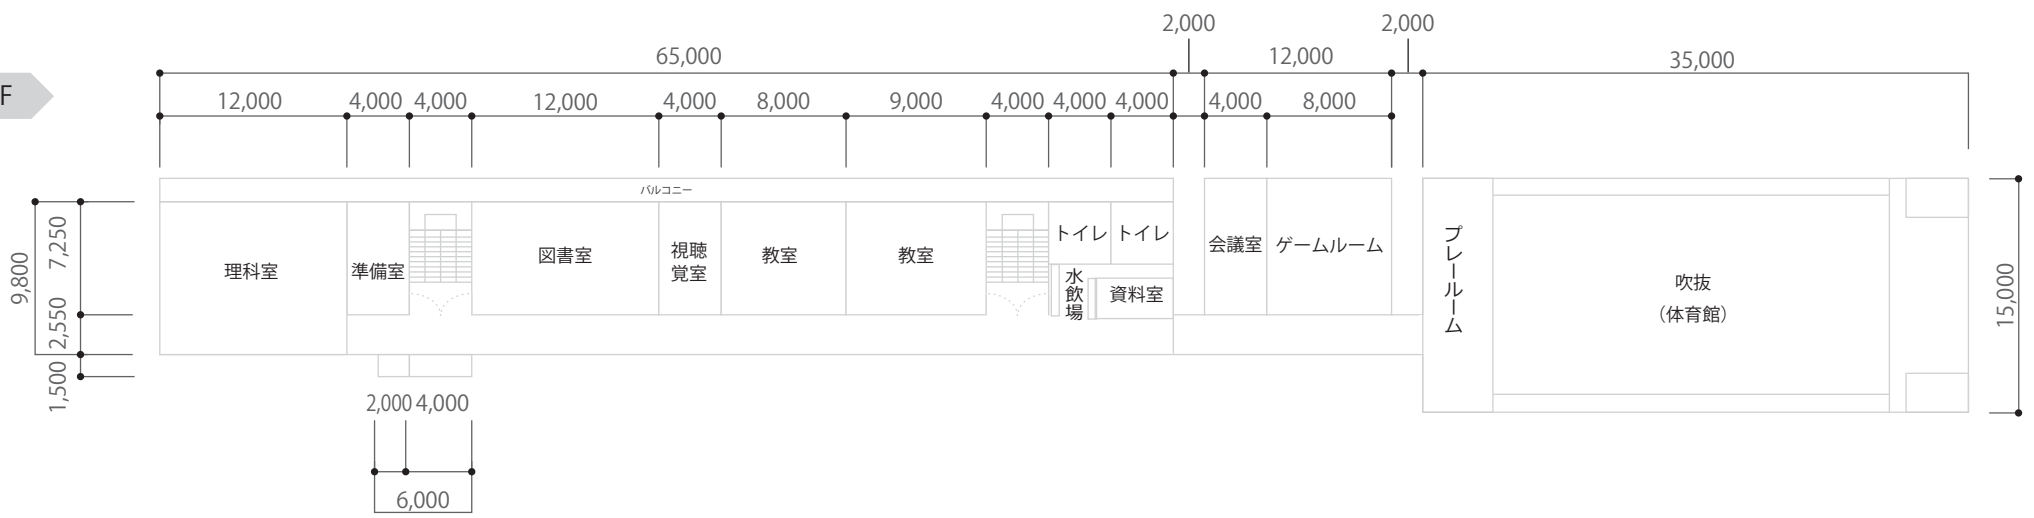 2,000
2,000
65,000
12,000
35,000
F
12,000
4,000
4,000
12,000
4,000
8,000
9,000
4,000
4,000
4,000
4,000
8,000
バルコニー
9,800
7,250
2,550
1,500
理科室
準備室
図書室
視聴
覚室
教室
教室
トイレ
トイレ
水飲場
資料室
会議室
ゲームルーム
プレールーム
吹抜
（体育館）
15,000
2,000
4,000
6,000